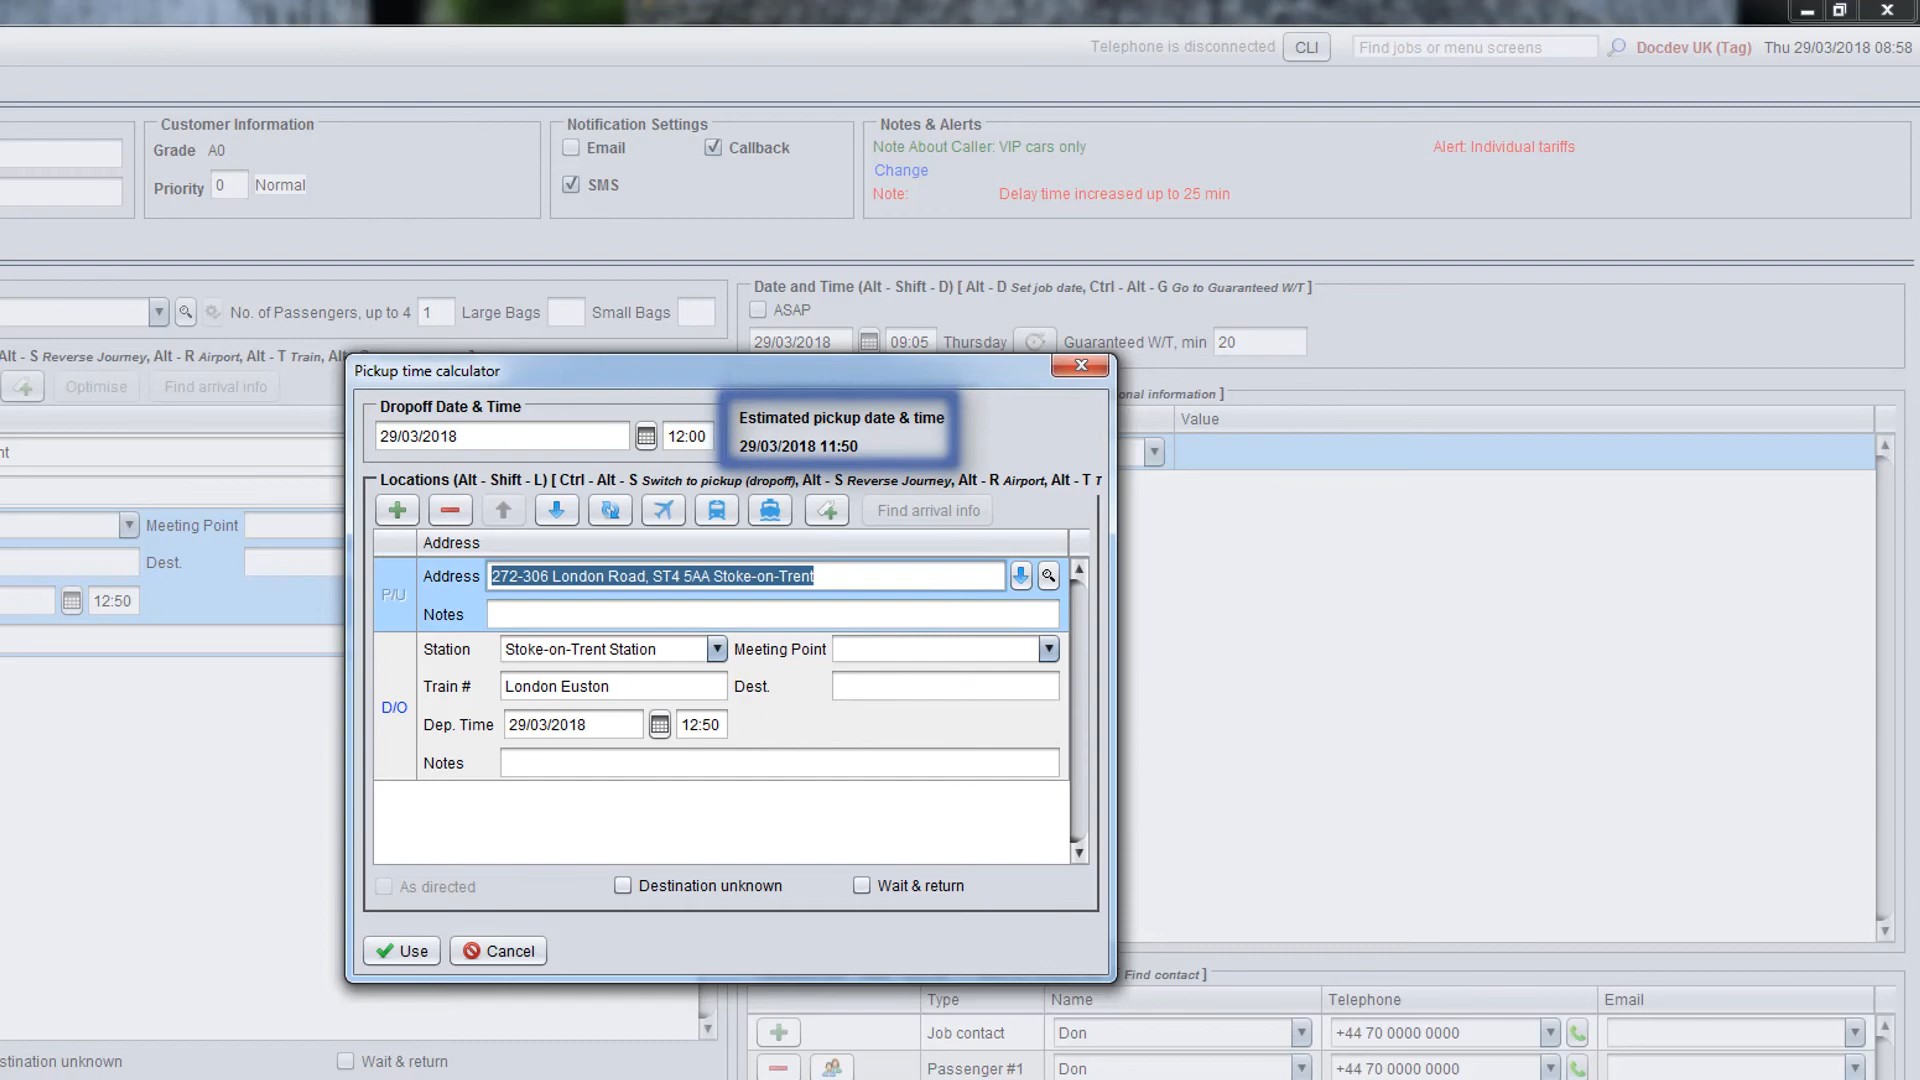 Telephone is disconnected CLI Find jobs or menu screens Docdev UK (Tag) Thu 29/03/2018 08:58
Customer Information
Grade A0
Priority 0 Normal
Notification Settings
Email Callback
SMS
Notes & Alerts
Note About Caller: VIP cars only Alert: Individual tariffs
Change
Note: Delay time increased up to 25 min
No. of Passengers, up to 4 1 Large Bags Small Bags
Date and Time (Alt - Shift - D) [ Alt - D Set job date, Ctrl - Alt - G Go to Guaranteed W/T ]
ASAP
29/03/2018 09:05 Thursday Guaranteed W/T, min 20
Alt - S Reverse Journey, Alt - R Airport, Alt - T Train,
Optimise Find arrival info
onal information ]
Value
nt
Meeting Point
Dest.
12:50
Pickup time calculator
Dropoff Date & Time
29/03/2018 12:00
Estimated pickup date & time
29/03/2018 11:50
Locations (Alt - Shift - L) [ Ctrl - Alt - S Switch to pickup (dropoff), Alt - S Reverse Journey, Alt - R Airport, Alt - T T
Find arrival info
Address
P/U
Address 272-306 London Road, ST4 5AA Stoke-on-Trent
Notes
D/O
Station Stoke-on-Trent Station Meeting Point
Train # London Euston Dest.
Dep. Time 29/03/2018 12:50
Notes
As directed Destination unknown Wait & return
Use Cancel
Find contact ]
Type Name Telephone Email
Job contact Don +44 70 0000 0000
Passenger #1 Don +44 70 0000 0000
stination unknown Wait & return